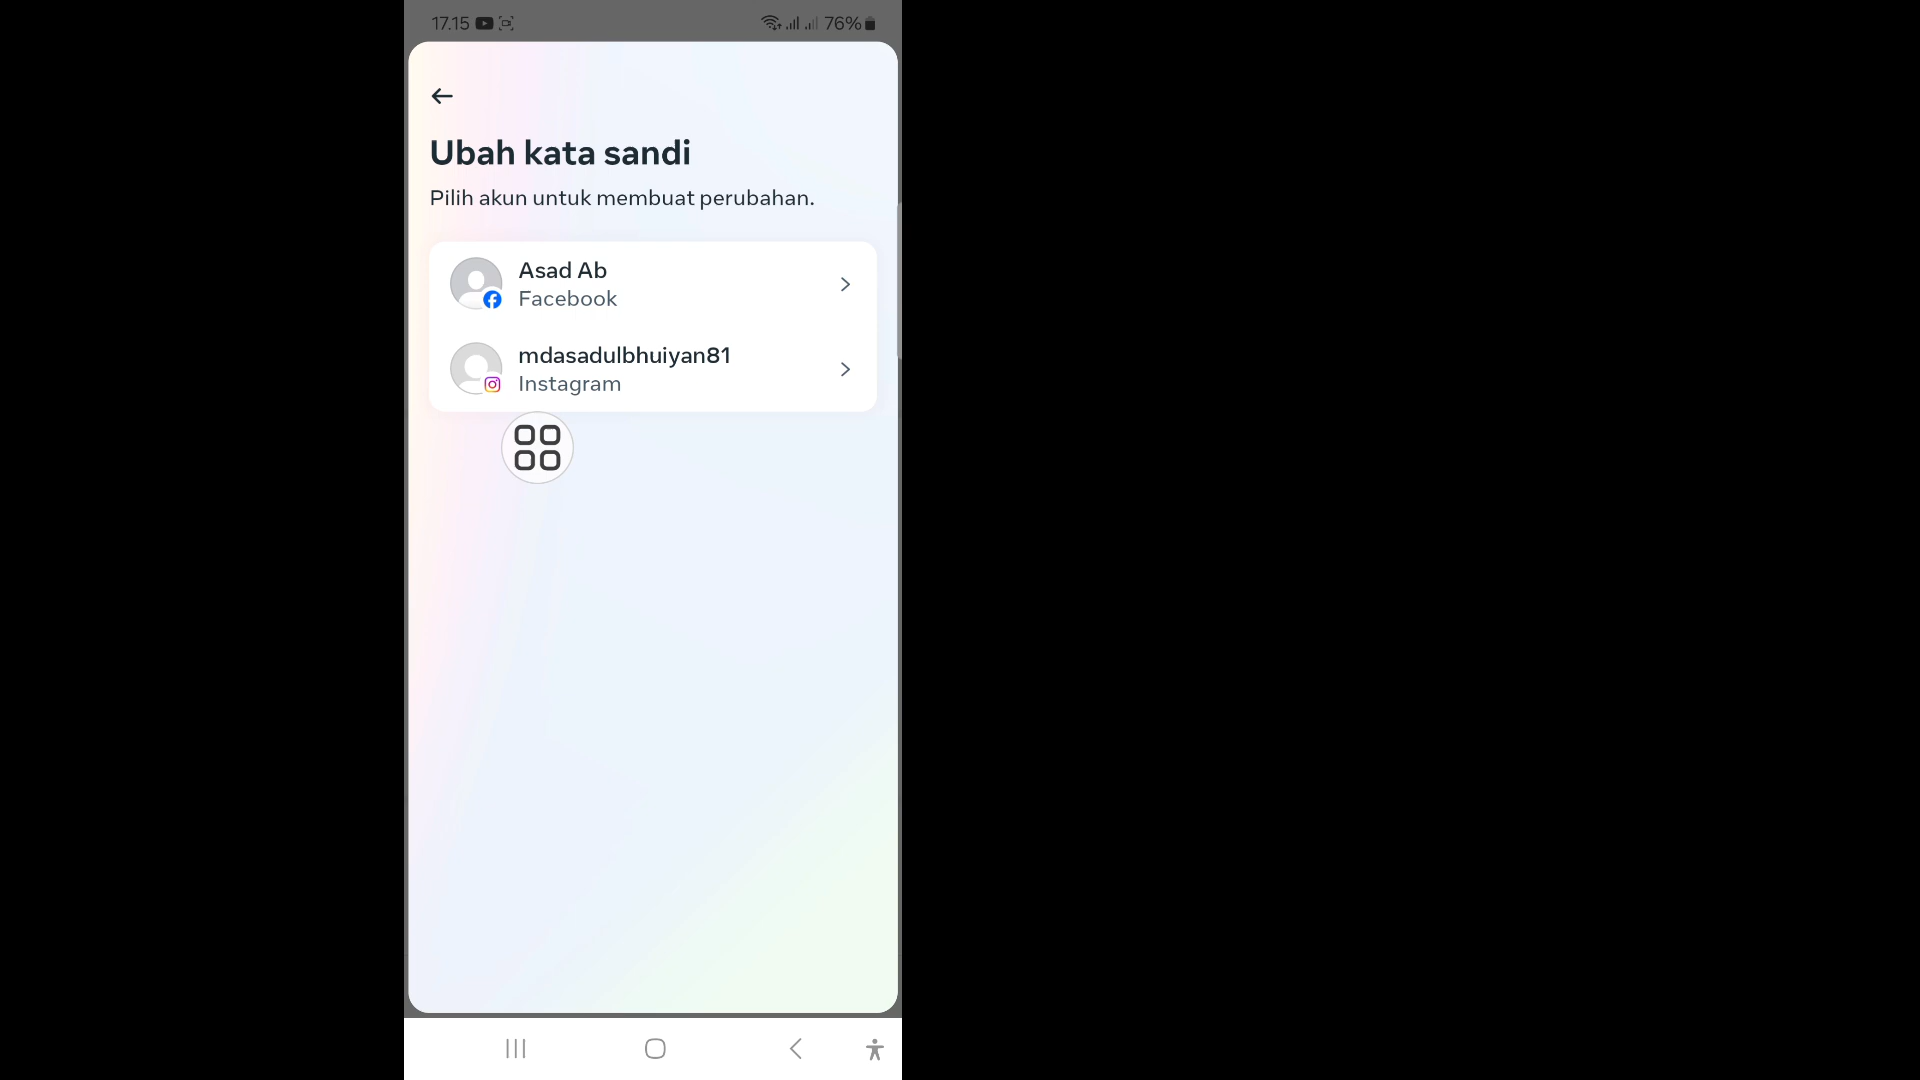 17.15
76%
Ubah kata sandi
Pilih akun untuk membuat perubahan.
Asad Ab
Facebook
mdasadulbhuiyan81
Instagram